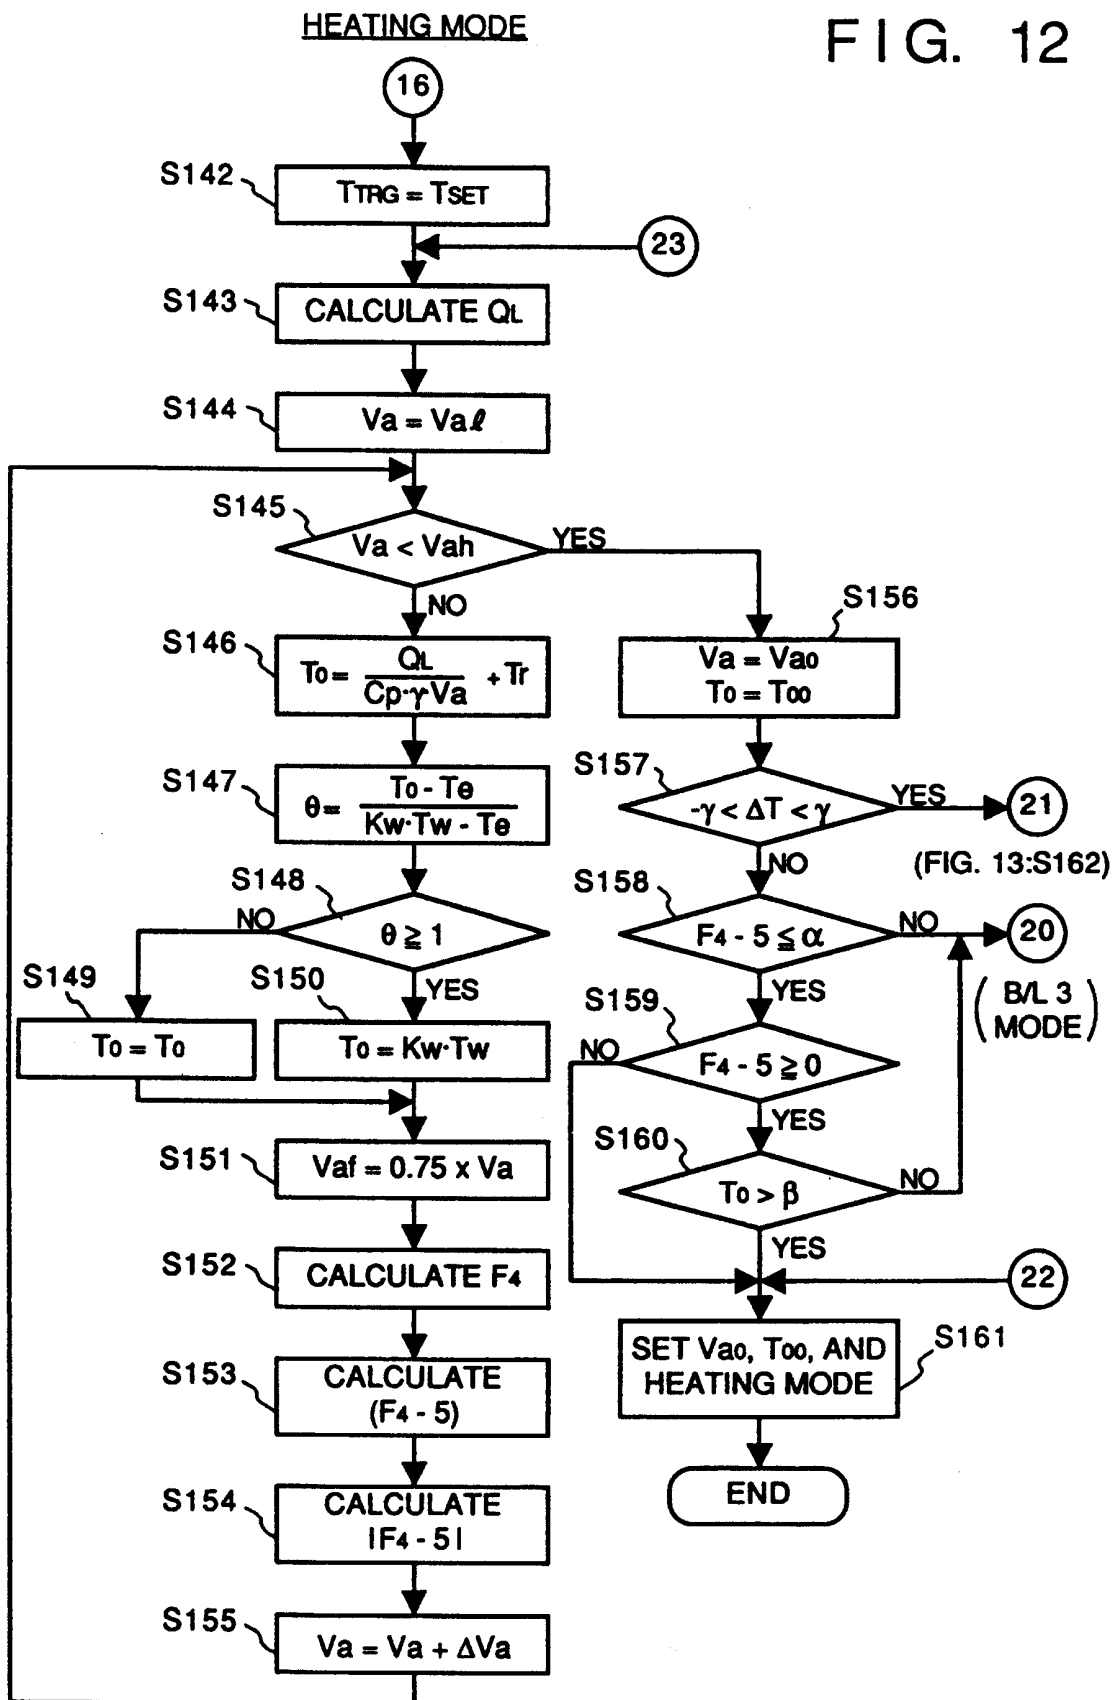 HEATING MODE
FIG. 12
16
S142
TTRG = TSET
23
S143
CALCULATE QL
S144
Va = Vaℓ
S145
Va < Vah
YES
NO
S146
To = QL / Cp·γVa + Tr
S147
θ = To - Te / Kw·Tw - Te
S148
NO
θ ≧ 1
YES
S149
To = To
S150
To = Kw·Tw
S151
Vaf = 0.75 x Va
S152
CALCULATE F4
S153
CALCULATE
(F4 - 5)
S154
CALCULATE
|F4 - 5|
S155
Va = Va + ΔVa
S156
Va = Vao
To = Too
S157
-γ < ΔT < γ
YES
21
(FIG. 13:S162)
NO
S158
F4 - 5 ≦ α
NO
20
(B/L 3
MODE)
YES
S159
NO
F4 - 5 ≧ 0
YES
S160
To > β
NO
YES
22
S161
SET Vao, Too, AND
HEATING MODE
END